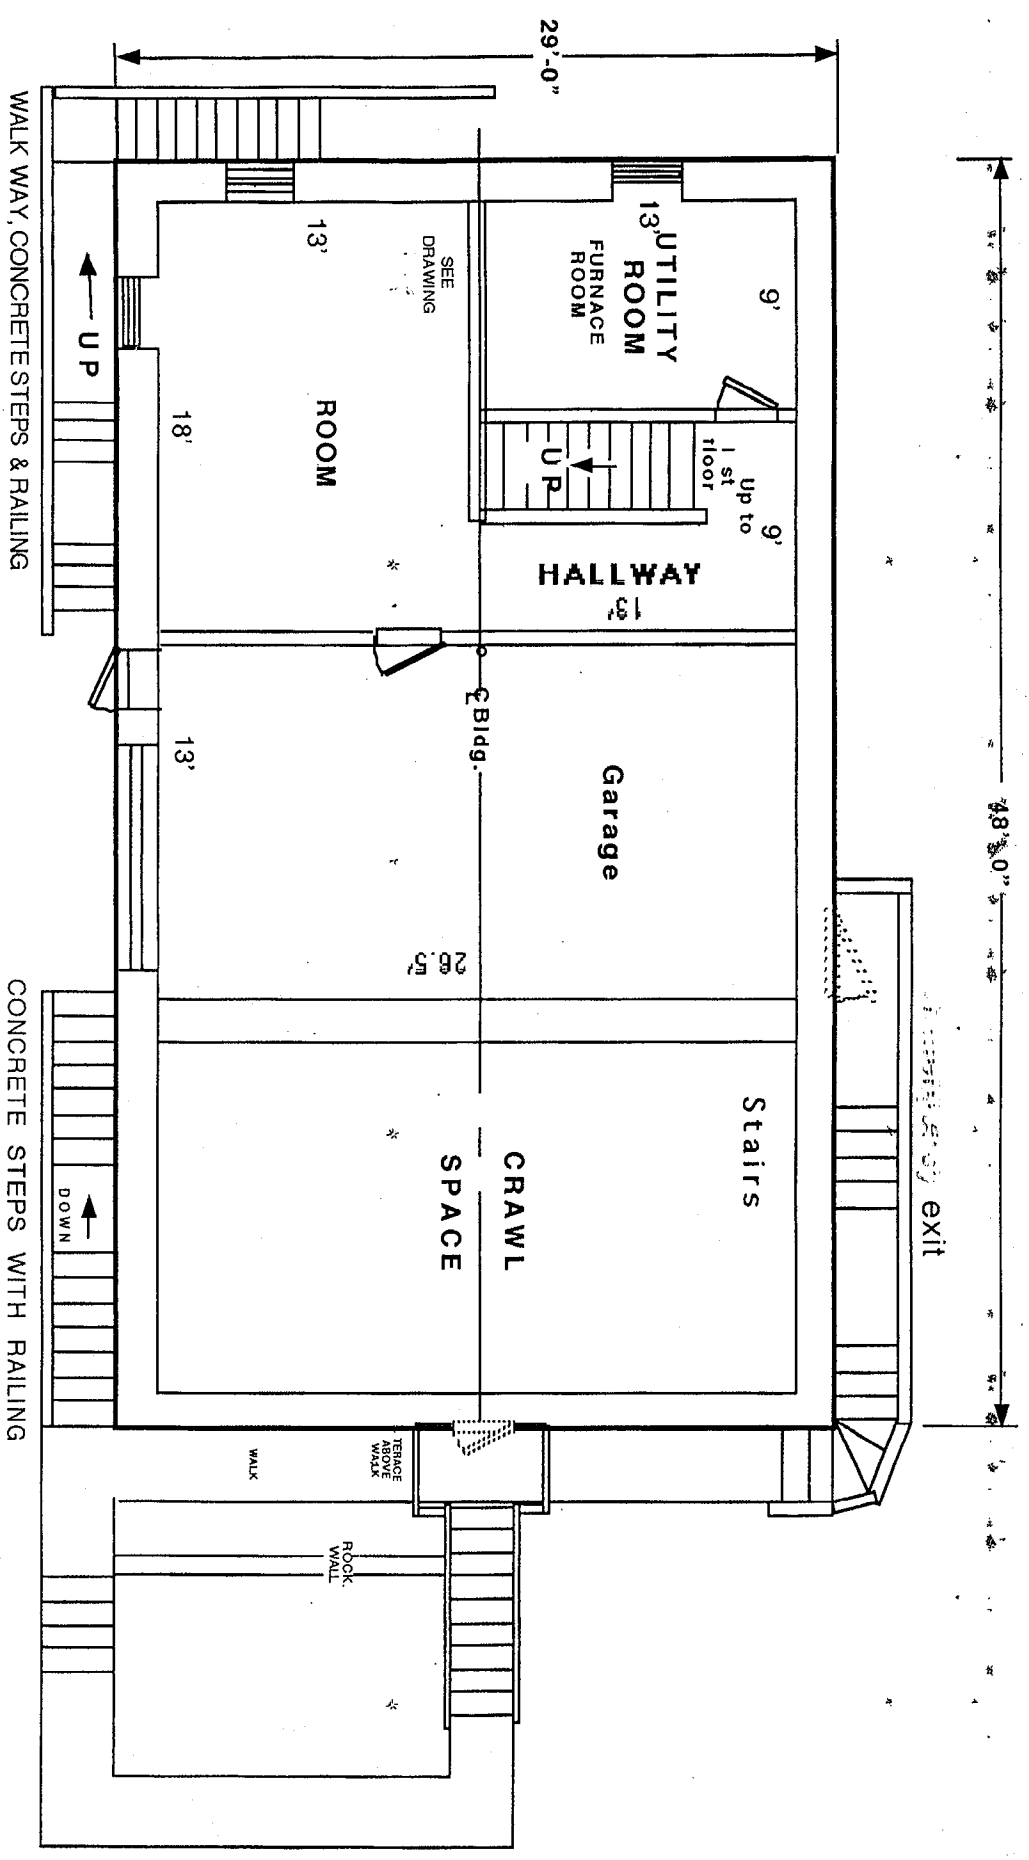 29'-0"
48'-0"
WALK WAY, CONCRETE STEPS & RAILING
UP
13'
SEE
DRAWING
ROOM
18'
13'
UTILITY
ROOM
FURNACE
ROOM
9'
UP
Up to
1 st
floor
9'
HALLWAY
13'
℄ Bldg.
Garage
13'
26.5'
Stairs
CRAWL
SPACE
exit
CONCRETE STEPS WITH RAILING
DOWN
WALK
TERACE
ABOVE
WALK
ROCK.
WALL